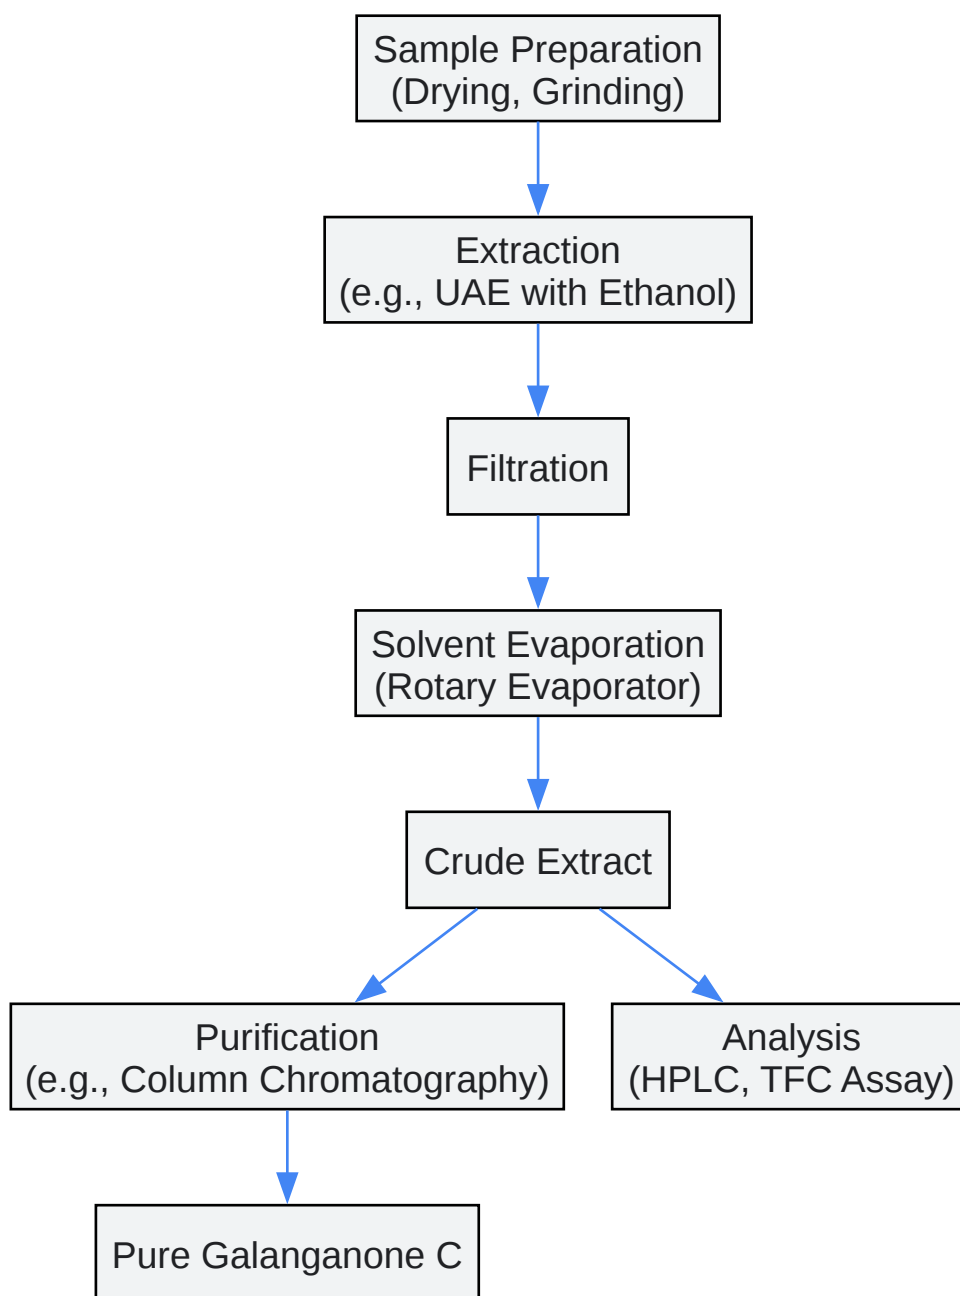 Sample Preparation
(Drying, Grinding)
Extraction
(e.g., UAE with Ethanol)
Filtration
Solvent Evaporation
(Rotary Evaporator)
Crude Extract
Purification
(e.g., Column Chromatography)
Analysis
(HPLC, TFC Assay)
Pure Galanganone C